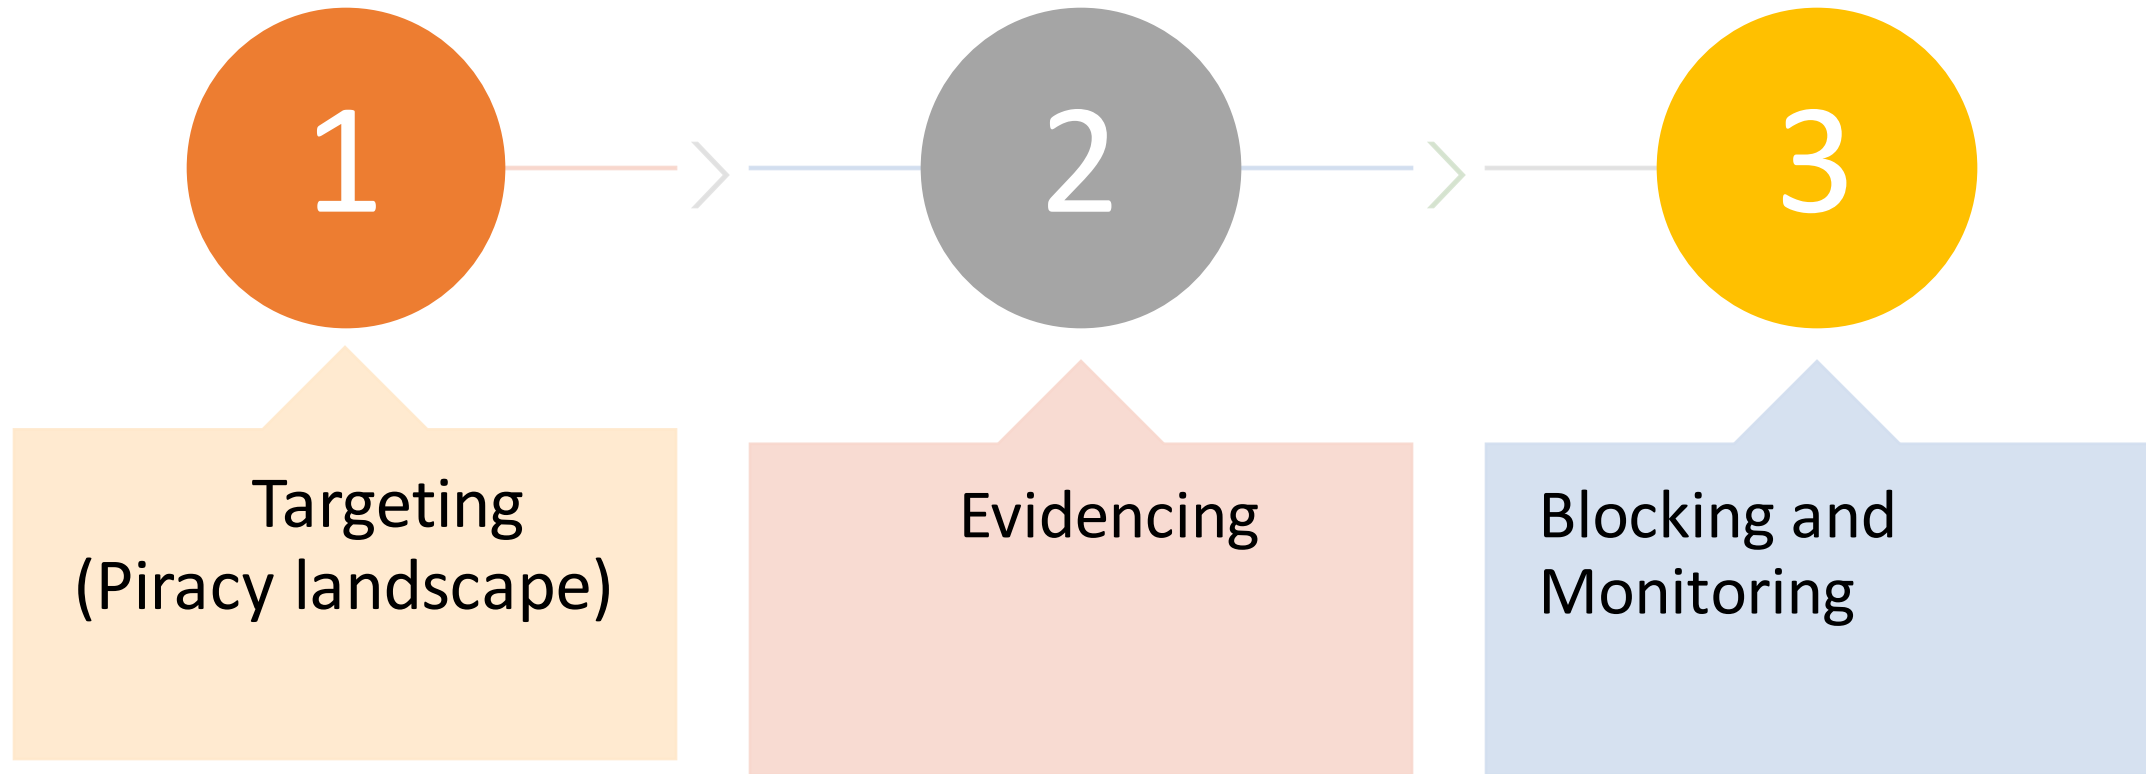 1
2
3
Targeting
(Piracy landscape)
Evidencing
Blocking and
Monitoring